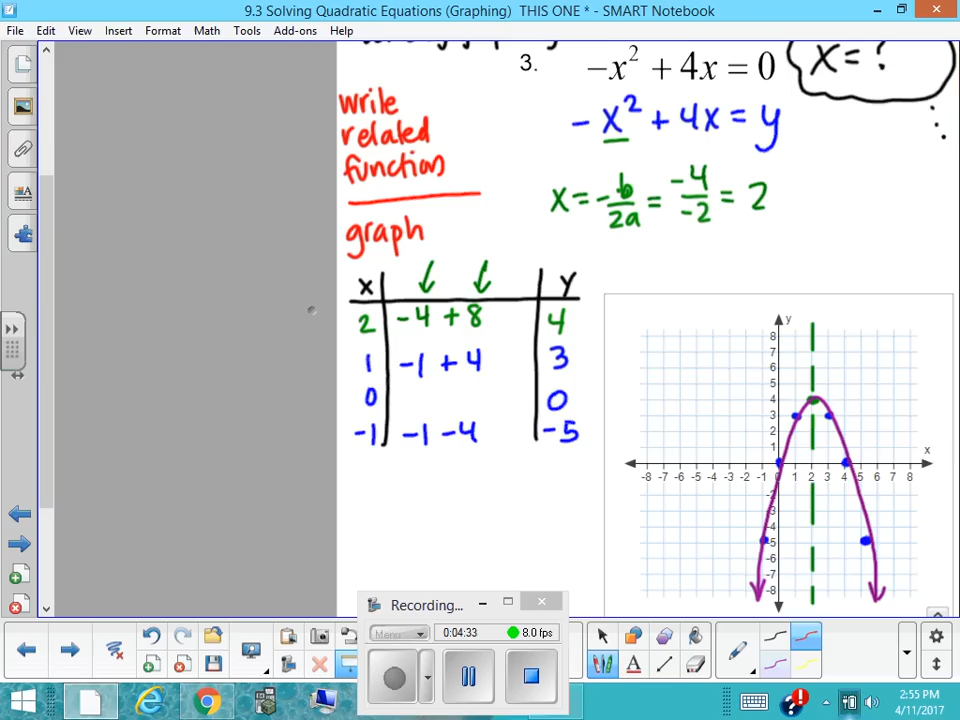 9.3 Solving Quadratic Equations (Graphing) THIS ONE * - SMART Notebook
File Edit View Insert Format Math Tools Add-ons Help
3. −x² + 4x = 0
x = ?
write
related
function
- x² + 4x = y
x = -b/2a = -4/-2 = 2
graph
x y
2 -4 + 8 4
1 -1 + 4 3
0 0
-1 -1 -4 -5
y
8
7
6
5
4
3
2
1
x
-8 -7 -6 -5 -4 -3 -2 -1 0 1 2 3 4 5 6 7 8
-2
-3
-4
-5
-6
-7
-8
Recording...
Menu 0:04:33 8.0 fps
2:55 PM
4/11/2017